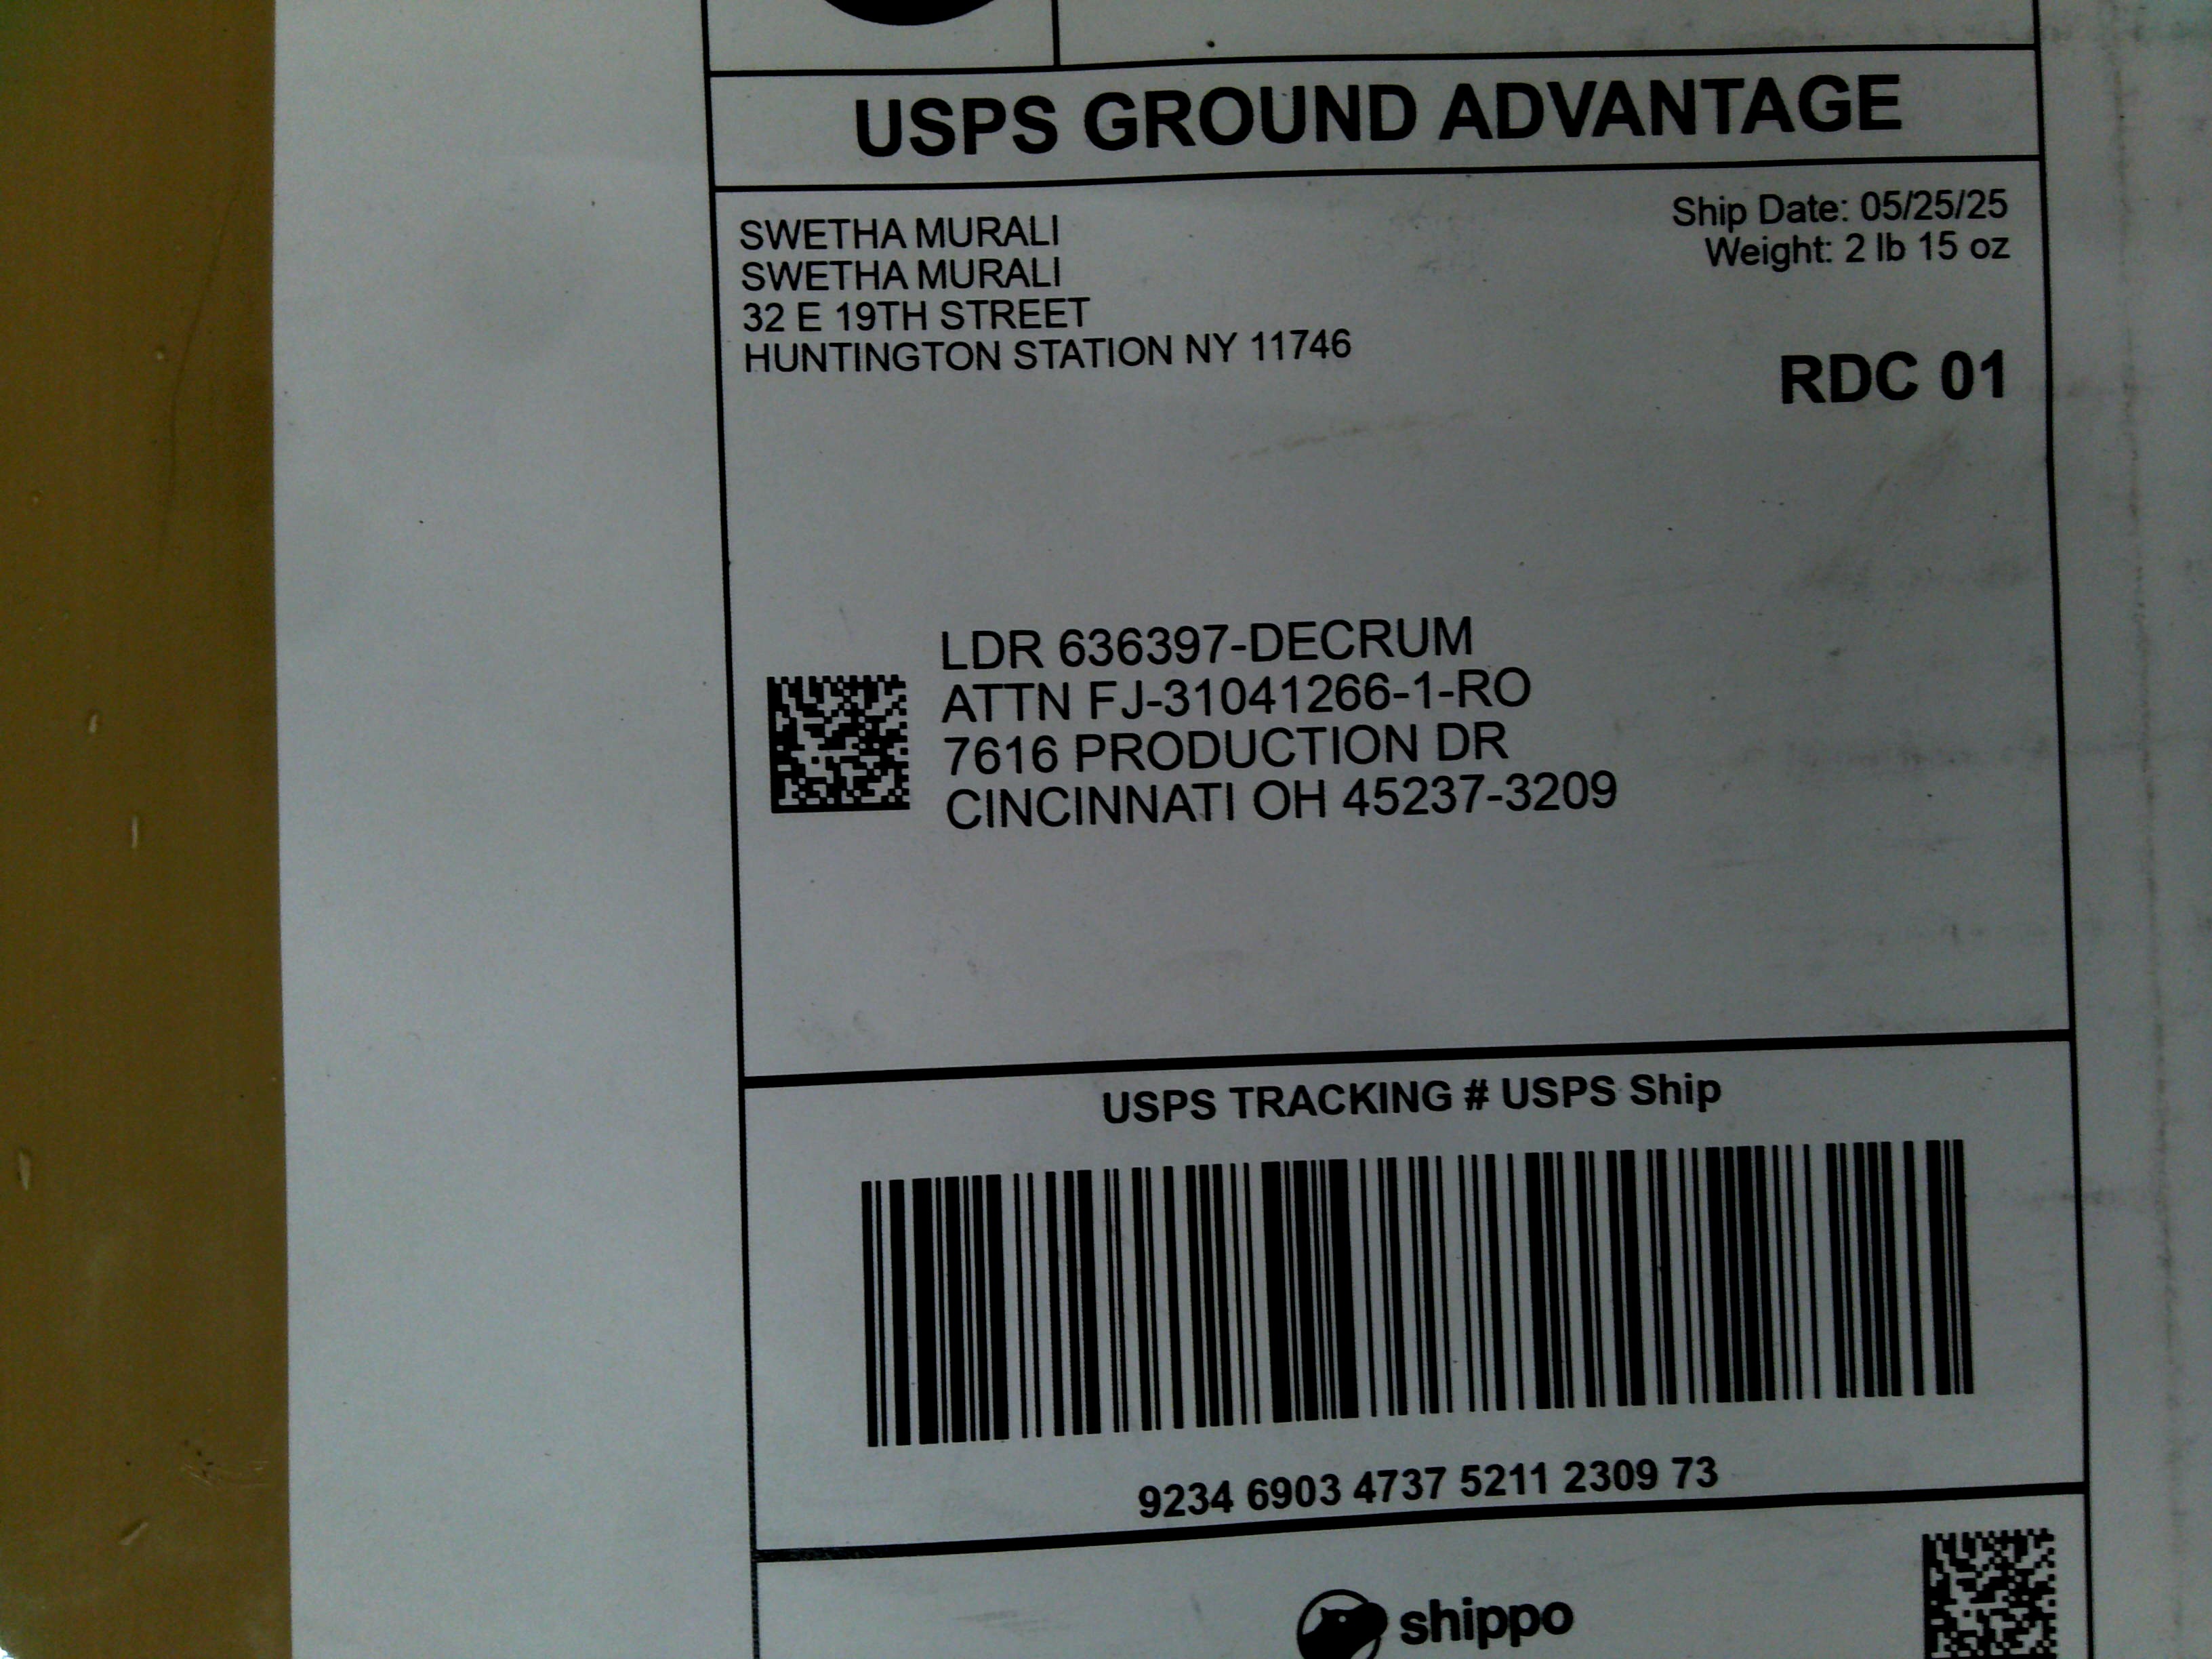 USPS GROUND ADVANTAGE
SWETHA MURALI
SWETHA MURALI
32 E 19TH STREET
HUNTINGTON STATION NY 11746
Ship Date: 05/25/25
Weight: 2 lb 15 oz
RDC 01
LDR 636397-DECRUM
ATTN FJ-31041266-1-RO
7616 PRODUCTION DR
CINCINNATI OH 45237-3209
USPS TRACKING # USPS Ship
9234 6903 4737 5211 2309 73
shippo